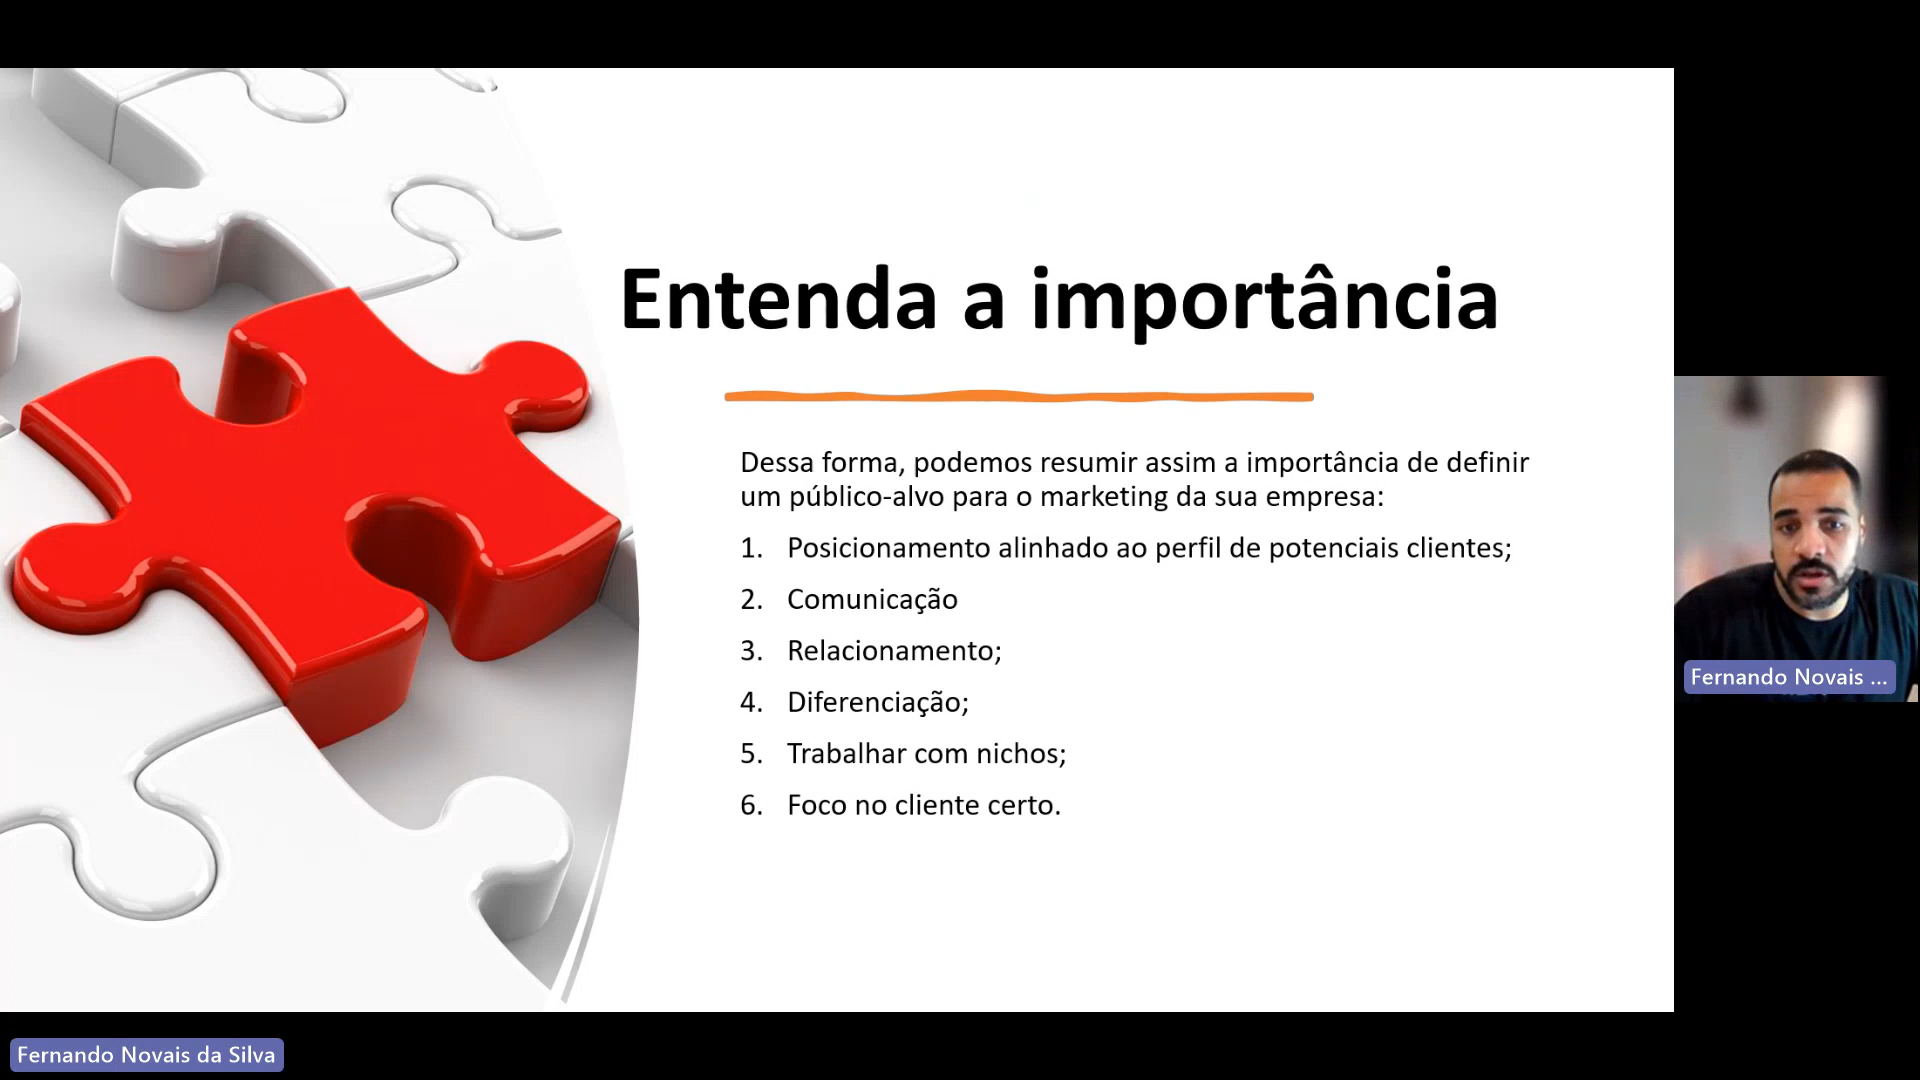 Entenda a importância
Dessa forma, podemos resumir assim a importância de definir
um público-alvo para o marketing da sua empresa:
1. Posicionamento alinhado ao perfil de potenciais clientes;
2. Comunicação
3. Relacionamento;
4. Diferenciação;
5. Trabalhar com nichos;
6. Foco no cliente certo.
Fernando Novais ...
Fernando Novais da Silva